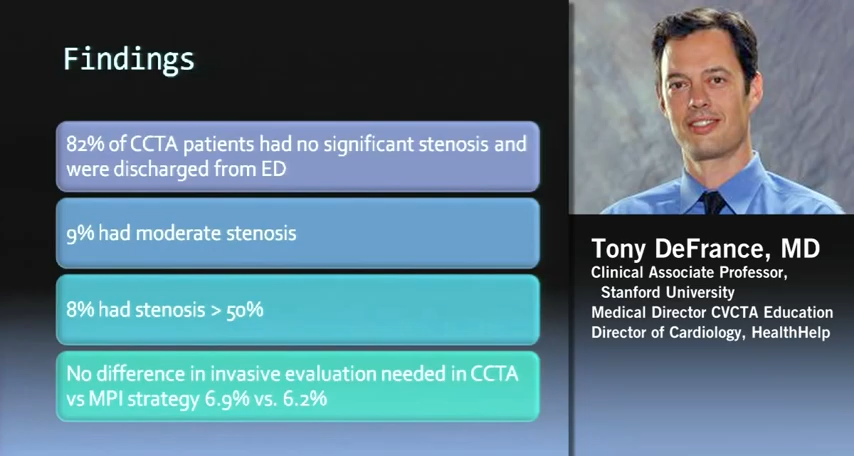 Findings
82% of CCTA patients had no significant stenosis and
were discharged from ED
9% had moderate stenosis
8% had stenosis > 50%
No difference in invasive evaluation needed in CCTA
vs MPI strategy 6.9% vs. 6.2%
Tony DeFrance, MD
Clinical Associate Professor,
Stanford University
Medical Director CVCTA Education
Director of Cardiology, HealthHelp